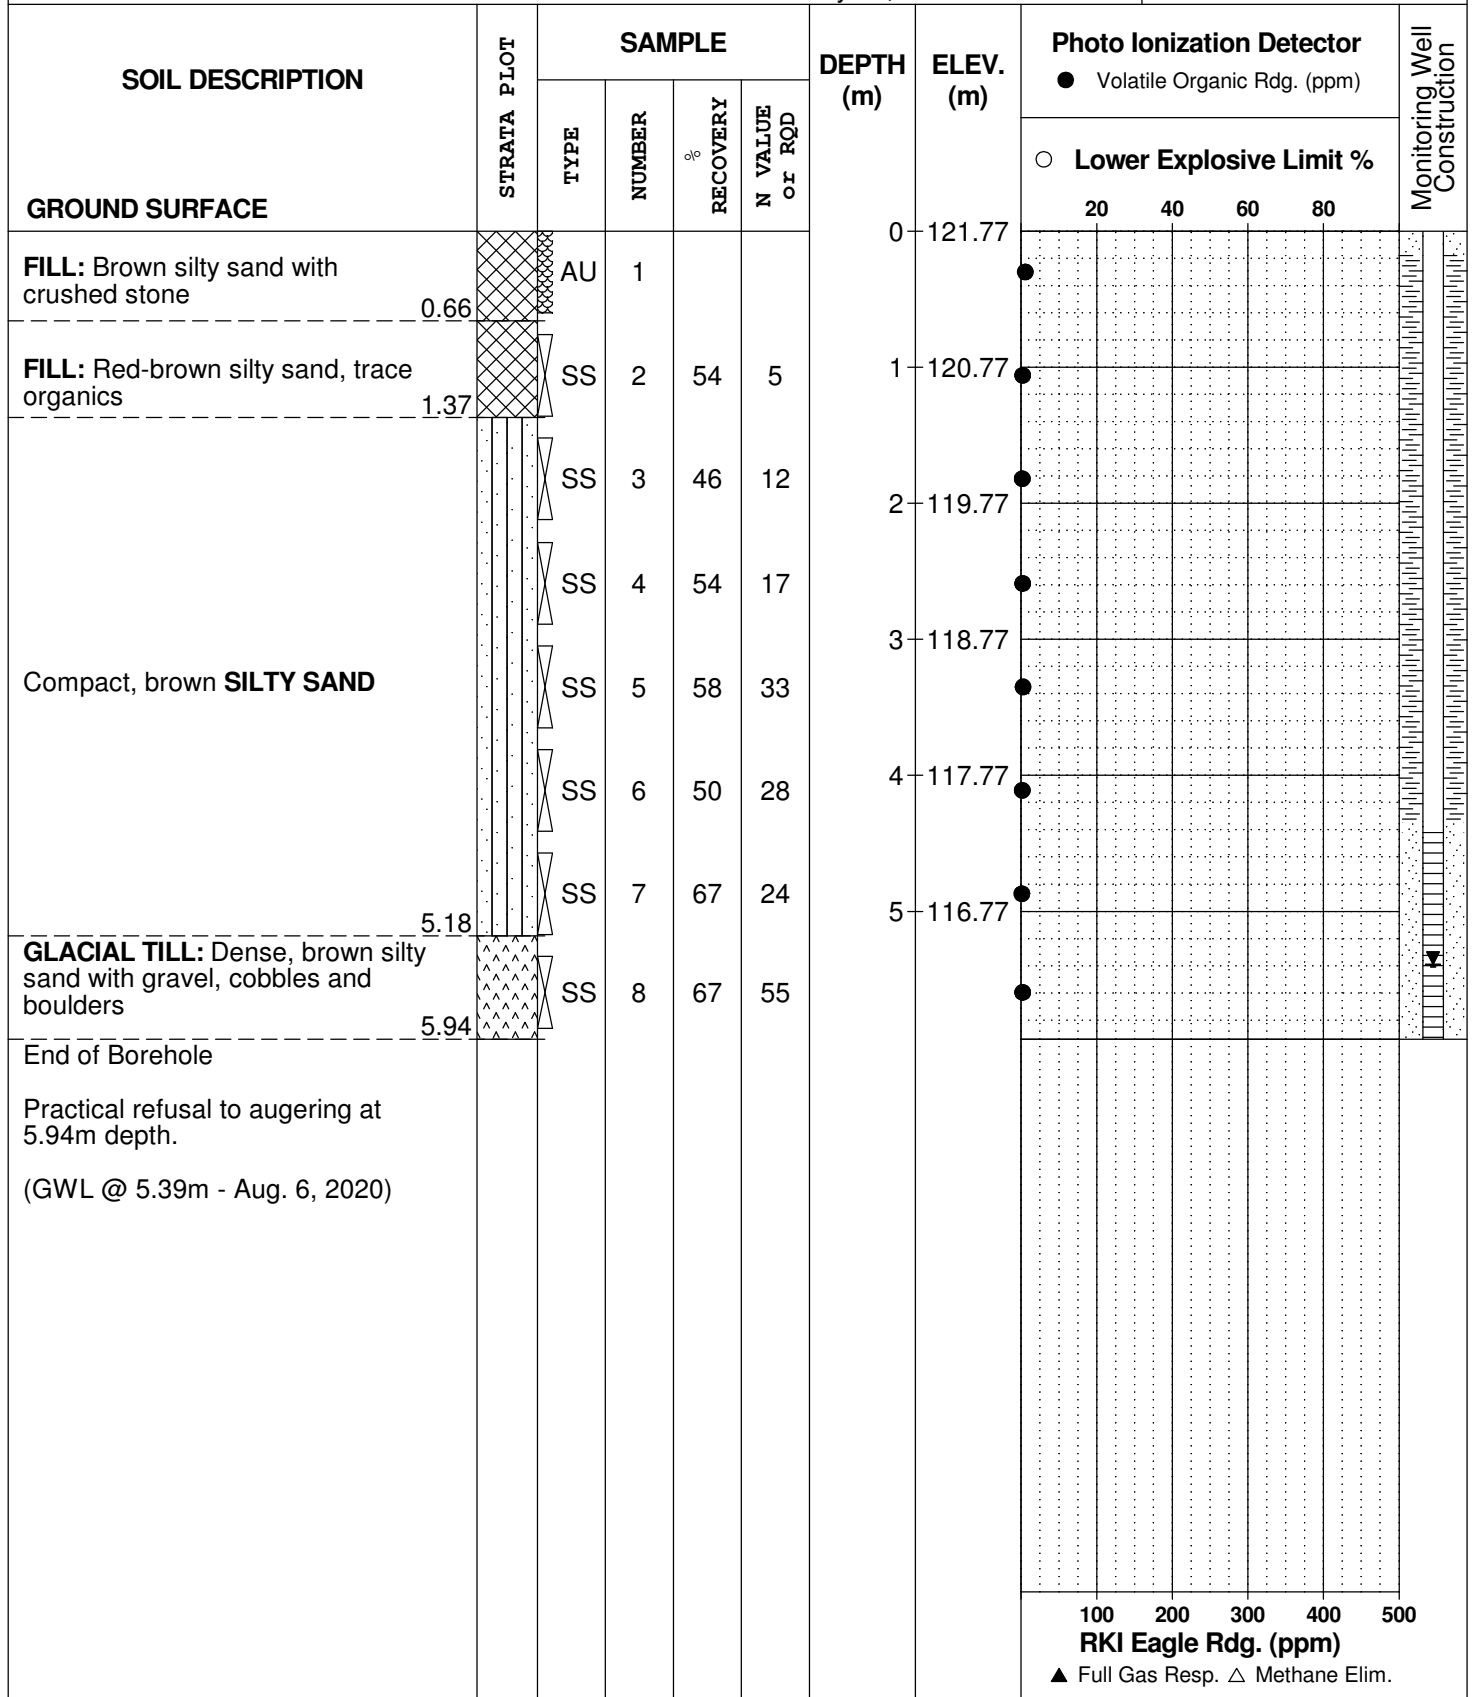 SOIL DESCRIPTION
GROUND SURFACE
STRATA PLOT
SAMPLE
TYPE
NUMBER
%
RECOVERY
N VALUE
or RQD
DEPTH
(m)
ELEV.
(m)
Photo Ionization Detector
● Volatile Organic Rdg. (ppm)
○ Lower Explosive Limit %
20 40 60 80
Monitoring Well
Construction
0 121.77
FILL: Brown silty sand with
crushed stone
0.66
AU 1
FILL: Red-brown silty sand, trace
organics
1.37
SS 2 54 5
1 120.77
SS 3 46 12
2 119.77
SS 4 54 17
3 118.77
Compact, brown SILTY SAND
SS 5 58 33
4 117.77
SS 6 50 28
SS 7 67 24
5 116.77
5.18
GLACIAL TILL: Dense, brown silty
sand with gravel, cobbles and
boulders
5.94
SS 8 67 55
End of Borehole
Practical refusal to augering at
5.94m depth.
(GWL @ 5.39m - Aug. 6, 2020)
100 200 300 400 500
RKI Eagle Rdg. (ppm)
▲ Full Gas Resp. △ Methane Elim.